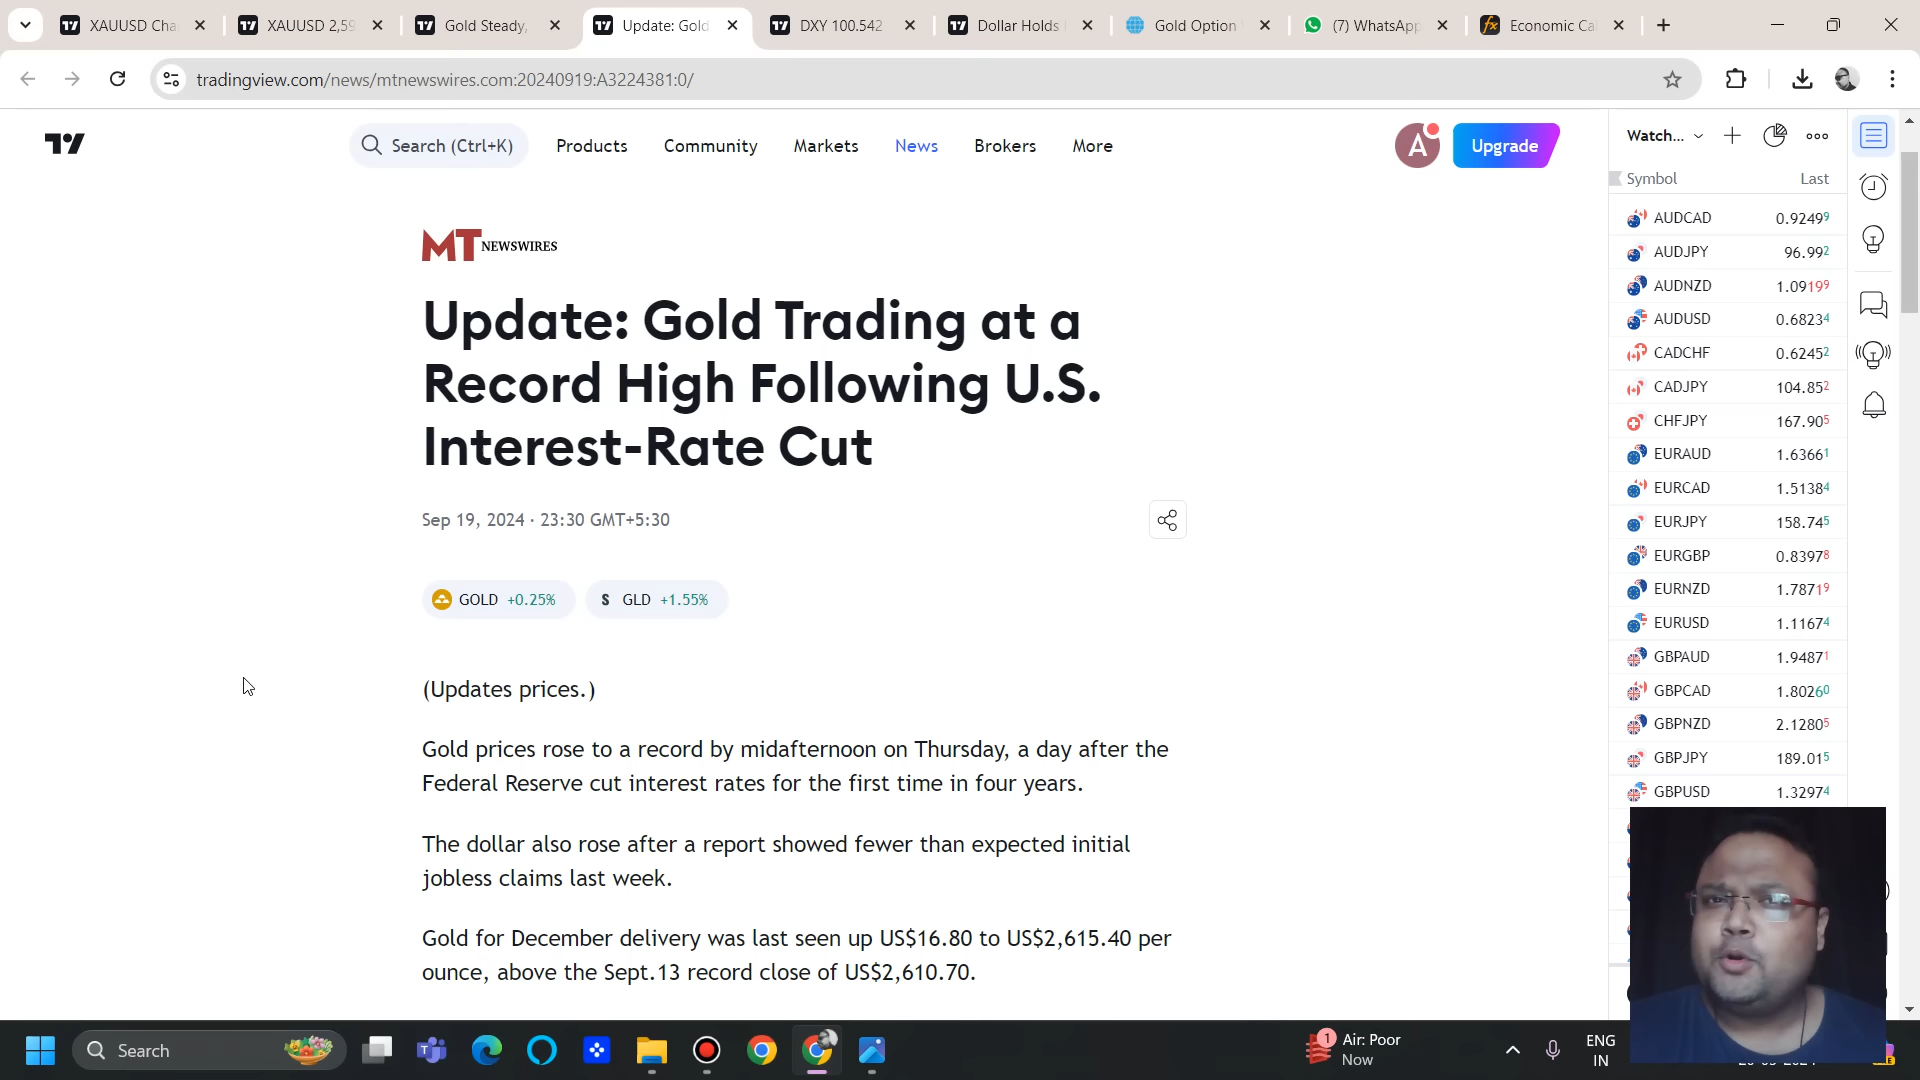 XAUUSD Cha
XAUUSD 2,59
Gold Steady,
Update: Gold
DXY 100.542
Dollar Holds
Gold Option
(7) WhatsApp
Economic Cal
tradingview.com/news/mtnewswires.com:20240919:A3224381:0/
Search (Ctrl+K)
Products
Community
Markets
News
Brokers
More
A
Upgrade
MT NEWSWIRES
Update: Gold Trading at a
Record High Following U.S.
Interest-Rate Cut
Sep 19, 2024 · 23:30 GMT+5:30
GOLD +0.25%
S GLD +1.55%
(Updates prices.)
Gold prices rose to a record by midafternoon on Thursday, a day after the
Federal Reserve cut interest rates for the first time in four years.
The dollar also rose after a report showed fewer than expected initial
jobless claims last week.
Gold for December delivery was last seen up US$16.80 to US$2,615.40 per
ounce, above the Sept.13 record close of US$2,610.70.
Watch...
Symbol Last
AUDCAD 0.92499
AUDJPY 96.992
AUDNZD 1.09199
AUDUSD 0.68234
CADCHF 0.62452
CADJPY 104.852
CHFJPY 167.905
EURAUD 1.63661
EURCAD 1.51384
EURJPY 158.745
EURGBP 0.83978
EURNZD 1.78719
EURUSD 1.11674
GBPAUD 1.94871
GBPCAD 1.80260
GBPNZD 2.12805
GBPJPY 189.015
GBPUSD 1.32974
Search
1
Air: Poor
Now
ENG
IN